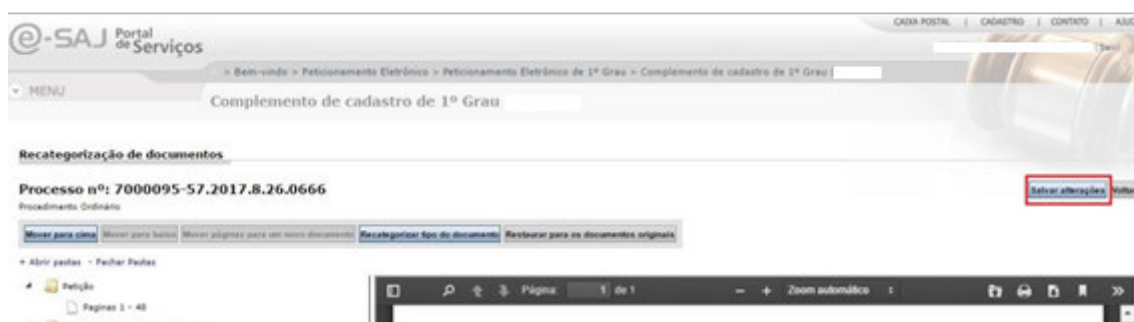 CAIXA POSTAL | CADASTRO | CONTATO |
e-SAJ Portal de Serviços
> Bem-vindo > Peticionamento Eletrônico > Peticionamento Eletrônico de 1º Grau > Complemento de cadastro de 1º Grau
MENU
Complemento de cadastro de 1º Grau
Recategorização de documentos
Processo nº: 7000095-57.2017.8.26.0666
Salvar alterações
Procedimento Ordinário
Mover para cima Mover para baixo Mover páginas para um novo documento Recategorizar tipo do documento Restaurar para os documentos originais
+ Abrir pastas - Fechar Pastas
Petição
Página: 1 de 1 - + Zoom automático
Paginas 1 - 48